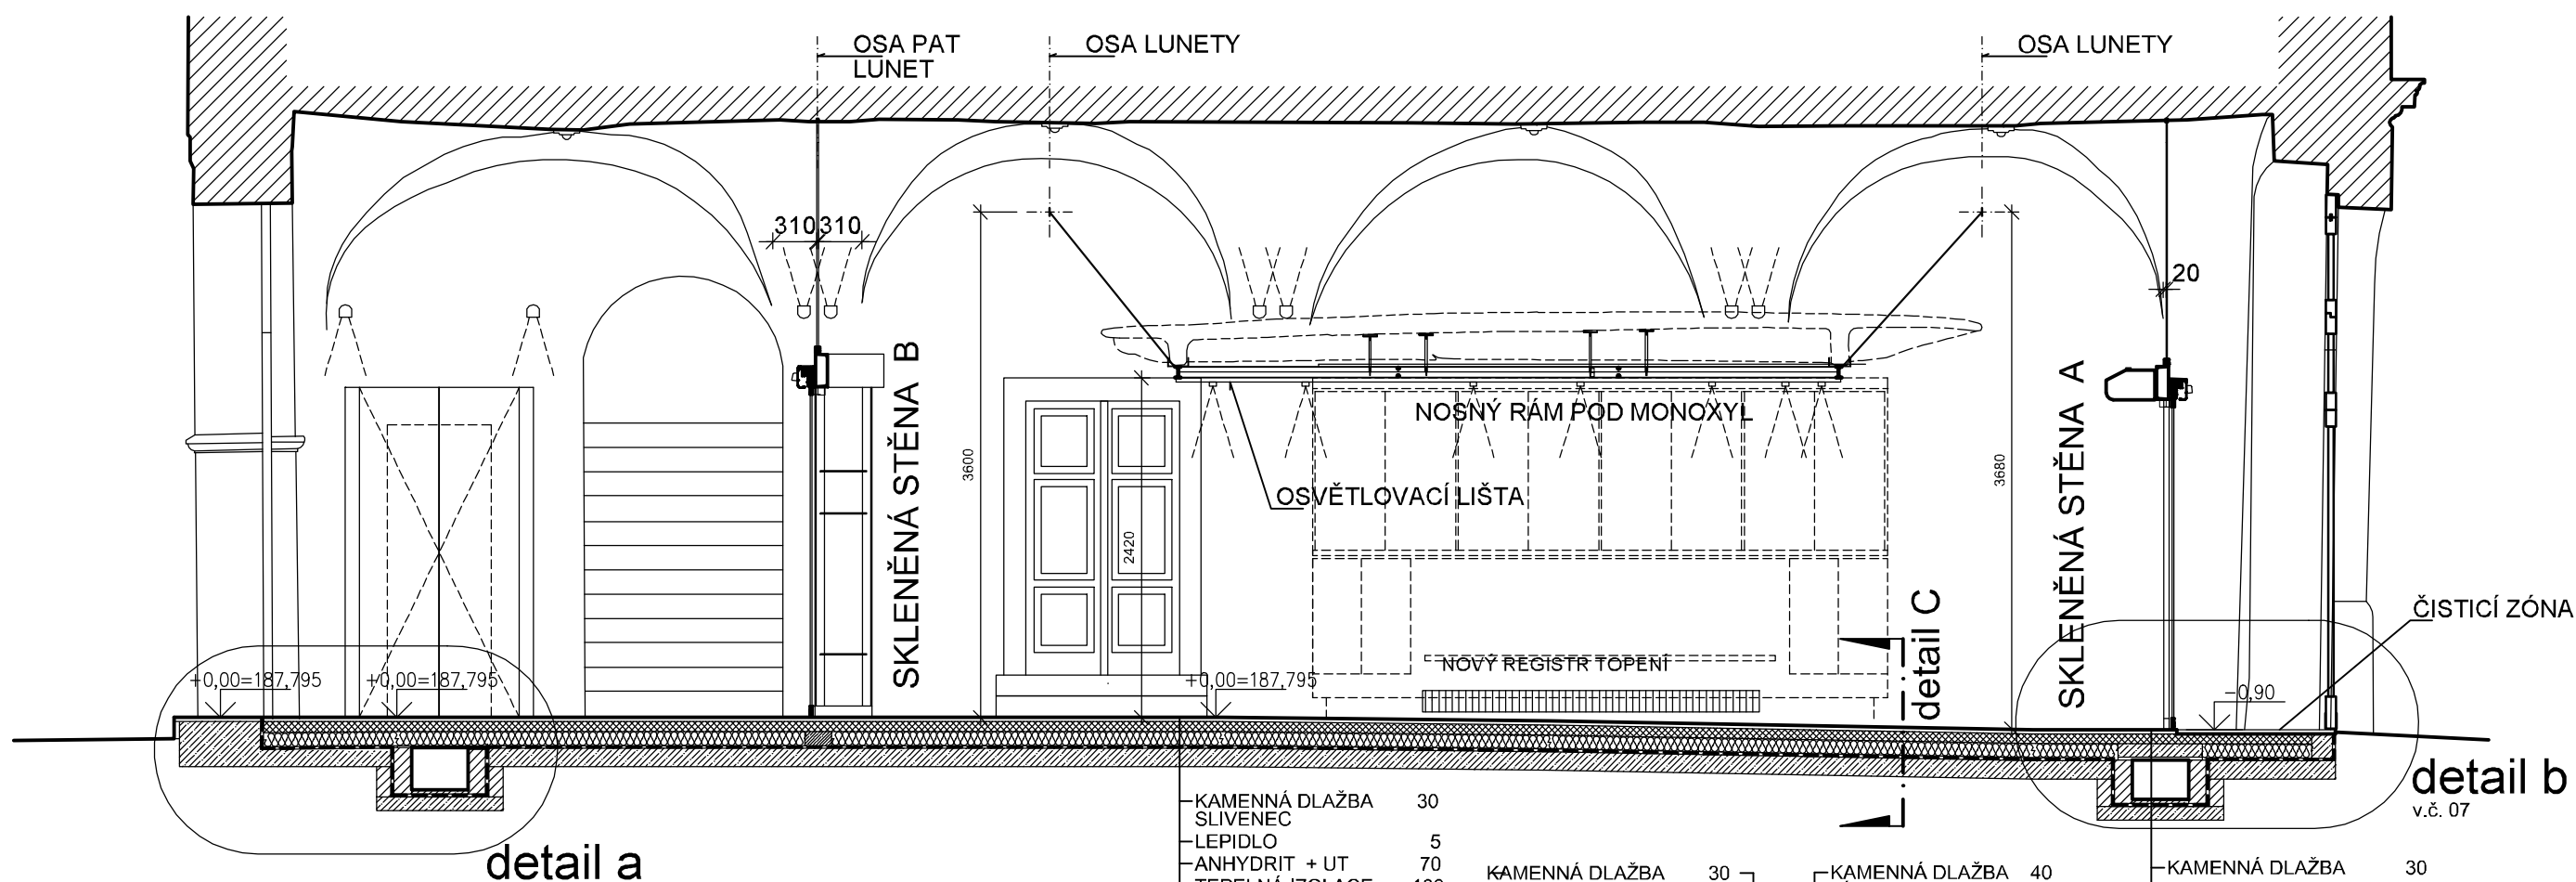 OSA PAT
LUNET
OSA LUNETY
OSA LUNETY
310 310
20
SKLENĚNÁ STĚNA B
3600
2420
NOSNÝ RÁM POD MONOXYL
OSVĚTLOVACÍ LIŠTA
3680
SKLENĚNÁ STĚNA A
ČISTICÍ ZÓNA
detail C
NOVÝ REGISTR TOPENÍ
+0,00=187,795
+0,00=187,795
+0,00=187,795
-0,90
detail a
detail b
v.č. 07
KAMENNÁ DLAŽBA 30
SLIVENEC
LEPIDLO 5
ANHYDRIT + UT 70
KAMENNÁ DLAŽBA 30
KAMENNÁ DLAŽBA 40
KAMENNÁ DLAŽBA 30